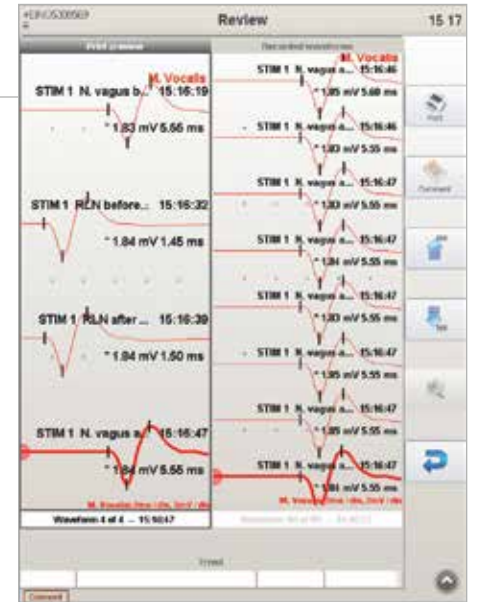 Review
15 17
Print preview
Recorded waveforms
M. Vocalis
STIM 1 N. vagus b... 15:16:19
* 1.83 mV 5.55 ms
STIM 1 RLN before... 15:16:32
* 1.84 mV 1.45 ms
STIM 1 RLN after ... 15:16:39
* 1.84 mV 1.50 ms
STIM 1 N. vagus a... 15:16:47
* 1.84 mV 5.55 ms
Waveform 4 of 4 - 15:16:47
M. Vocalis
STIM 1 N. vagus a... 15:16:46
* 1.85 mV 5.60 ms
STIM 1 N. vagus a... 15:16:46
* 1.83 mV 5.55 ms
STIM 1 N. vagus a... 15:16:47
* 1.83 mV 5.55 ms
STIM 1 N. vagus a... 15:16:47
* 1.84 mV 5.55 ms
STIM 1 N. vagus a... 15:16:47
* 1.83 mV 5.55 ms
STIM 1 N. vagus a... 15:16:47
* 1.85 mV 5.55 ms
STIM 1 N. vagus a... 15:16:47
* 1.85 mV 5.55 ms
STIM 1 N. vagus a... 15:16:47
* 1.84 mV 5.55 ms
Print
Comment
Trend
Comment